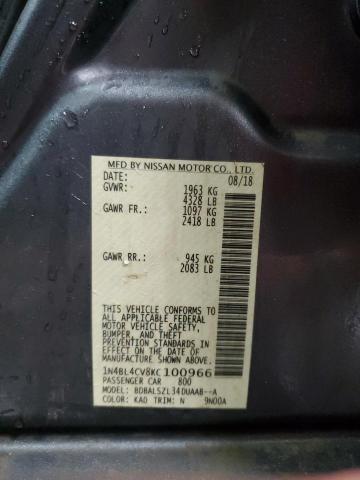 MFD BY NISSAN MOTOR CO., LTD.
DATE: 08/18
GVWR: 1963 KG
4328 LB
GAWR FR.: 1097 KG
2418 LB
GAWR RR.: 945 KG
2083 LB
THIS VEHICLE CONFORMS TO
ALL APPLICABLE FEDERAL
MOTOR VEHICLE SAFETY,
BUMPER, AND THEFT
PREVENTION STANDARDS IN
EFFECT ON THE DATE OF
MANUFACTURE SHOWN ABOVE.
1N4BL4CV8KC100966
PASSENGER CAR 800
MODEL: BDBALSZL34DUAAB--A
COLOR: KAD TRIM: N 9N00A